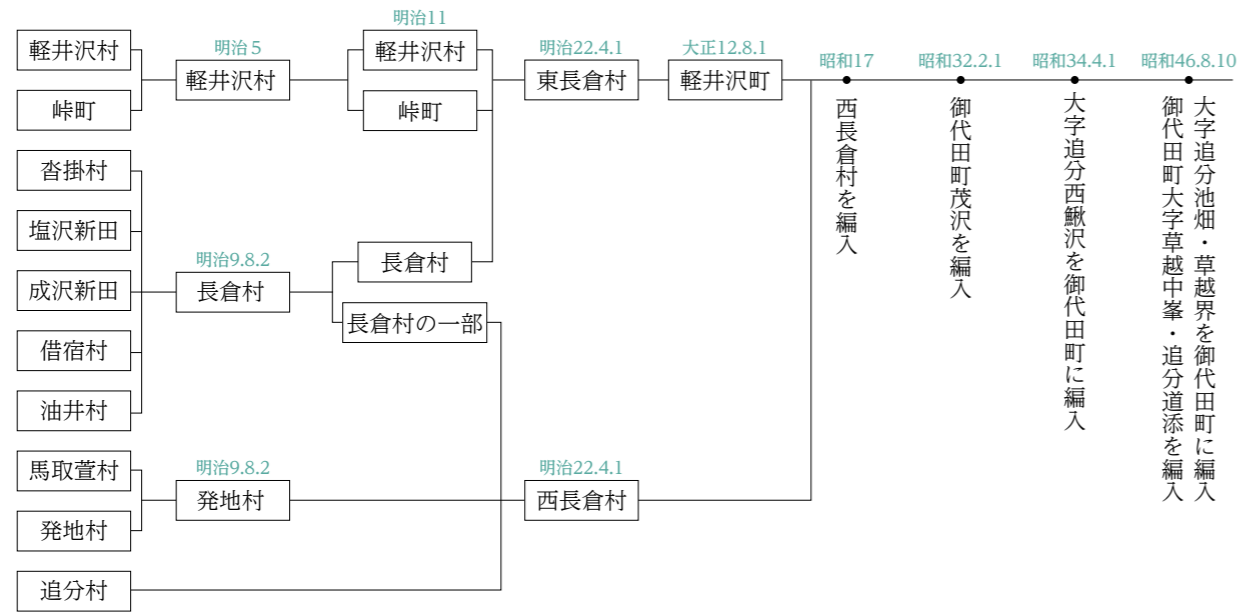 軽井沢村
峠町
沓掛村
塩沢新田
成沢新田
借宿村
油井村
馬取萱村
発地村
追分村
明治5
軽井沢村
明治9.8.2
長倉村
明治9.8.2
発地村
明治11
軽井沢村
峠町
長倉村
長倉村の一部
明治22.4.1
東長倉村
明治22.4.1
西長倉村
大正12.8.1
軽井沢町
昭和17
西長倉村を編入
昭和32.2.1
御代田町茂沢を編入
昭和34.4.1
大字追分西鰍沢を御代田町に編入
昭和46.8.10
大字追分池畑・草越界を御代田町に編入
御代田町大字草越中峯・追分道添を編入